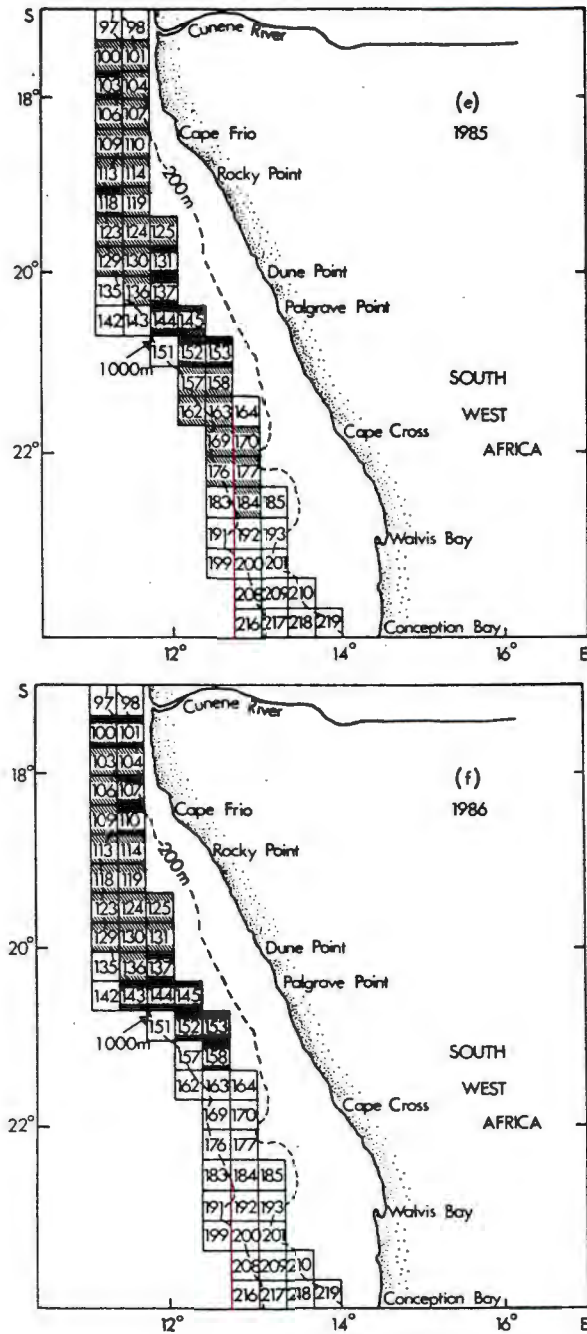 S
97 98
Cunene River
100 101
18°
103 104
(e)
106 107
1985
109 110
Cape Frio
113 114
Rocky Point
200m
118 119
123 124 125
129 130 131
Dune Point
20°
135 136 137
Palgrave Point
142 143 144 145
1000m
151 152 153
157 158
SOUTH
162 163 164
WEST
169 170
Cape Cross
AFRICA
22°
176 177
183 184 185
191 192 193
Walvis Bay
199 200 201
208 209 210
216 217 218 219
Conception Bay
12° 14° 16° E
S
97 98
Cunene River
100 101
103 104
18°
(f)
106 107
1986
109 110
Cape Frio
113 114
Rocky Point
200m
118 119
123 124 125
129 130 131
Dune Point
20°
135 136 137
Palgrave Point
142 143 144 145
1000m
151 152 153
157 158
SOUTH
162 163 164
WEST
169 170
Cape Cross
AFRICA
22°
176 177
183 184 185
191 192 193
Walvis Bay
199 200 201
208 209 210
216 217 218 219
Conception Bay
12° 14° 16° E